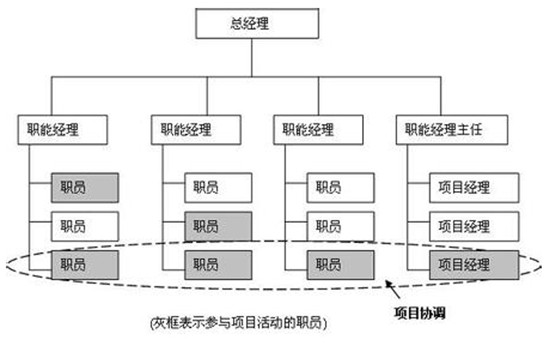 总经理
职能经理 职能经理 职能经理 职能经理主任
职员 职员 职员 项目经理
职员 职员 职员 项目经理
职员 职员 职员 项目经理
项目协调
(灰框表示参与项目活动的职员)